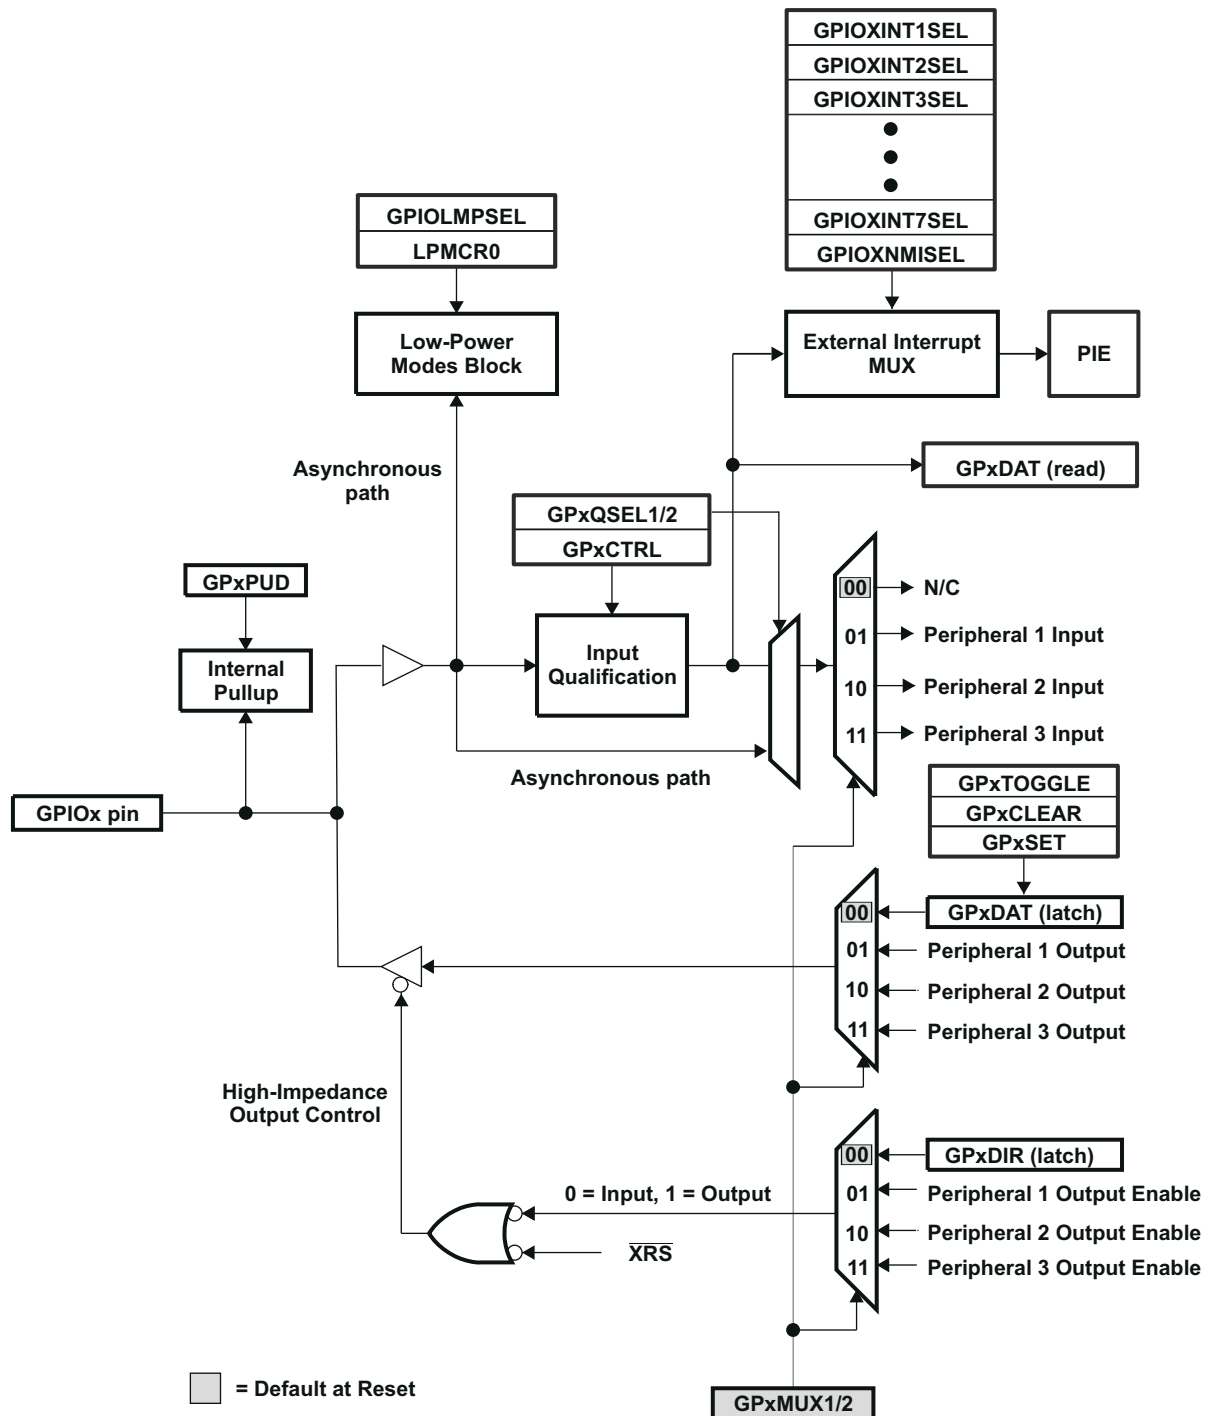 GPIOXINT1SEL
GPIOXINT2SEL
GPIOXINT3SEL
GPIOXINT7SEL
GPIOXNMISEL
GPIOLMPSEL
LPMCR0
Low-Power
Modes Block
External Interrupt
MUX
PIE
Asynchronous
path
GPxDAT (read)
GPxQSEL1/2
GPxCTRL
GPxPUD
Internal
Pullup
Input
Qualification
00
N/C
01
Peripheral 1 Input
10
Peripheral 2 Input
11
Peripheral 3 Input
Asynchronous path
GPIOx pin
GPxTOGGLE
GPxCLEAR
GPxSET
00
GPxDAT (latch)
01
Peripheral 1 Output
10
Peripheral 2 Output
11
Peripheral 3 Output
High-Impedance
Output Control
00
GPxDIR (latch)
0 = Input, 1 = Output
01
Peripheral 1 Output Enable
10
Peripheral 2 Output Enable
11
Peripheral 3 Output Enable
XRS
= Default at Reset
GPxMUX1/2